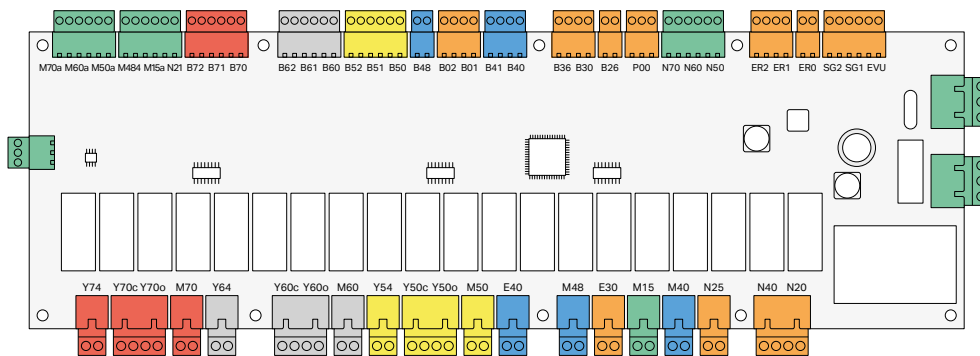 M70a M60a M50a M484 M15a N21 B72 B71 B70 B62 B61 B60 B52 B51 B50 B48 B02 B01 B41 B40 B36 B30 B26 P00 N70 N60 N50 ER2 ER1 ER0 SG2 SG1 EVU
Y74 Y70c Y70o M70 Y64 Y60c Y60o M60 Y54 Y50c Y50o M50 E40 M48 E30 M15 M40 N25 N40 N20